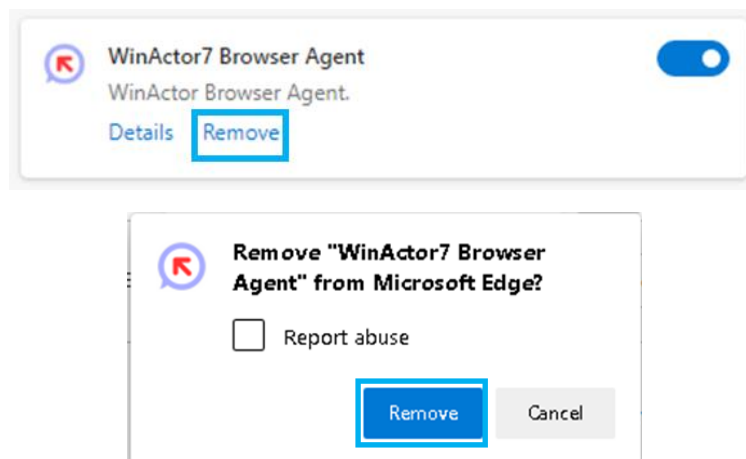 WinActor7 Browser Agent
WinActor Browser Agent.
Details Remove
Remove "WinActor7 Browser
Agent" from Microsoft Edge?
Report abuse
Remove Cancel